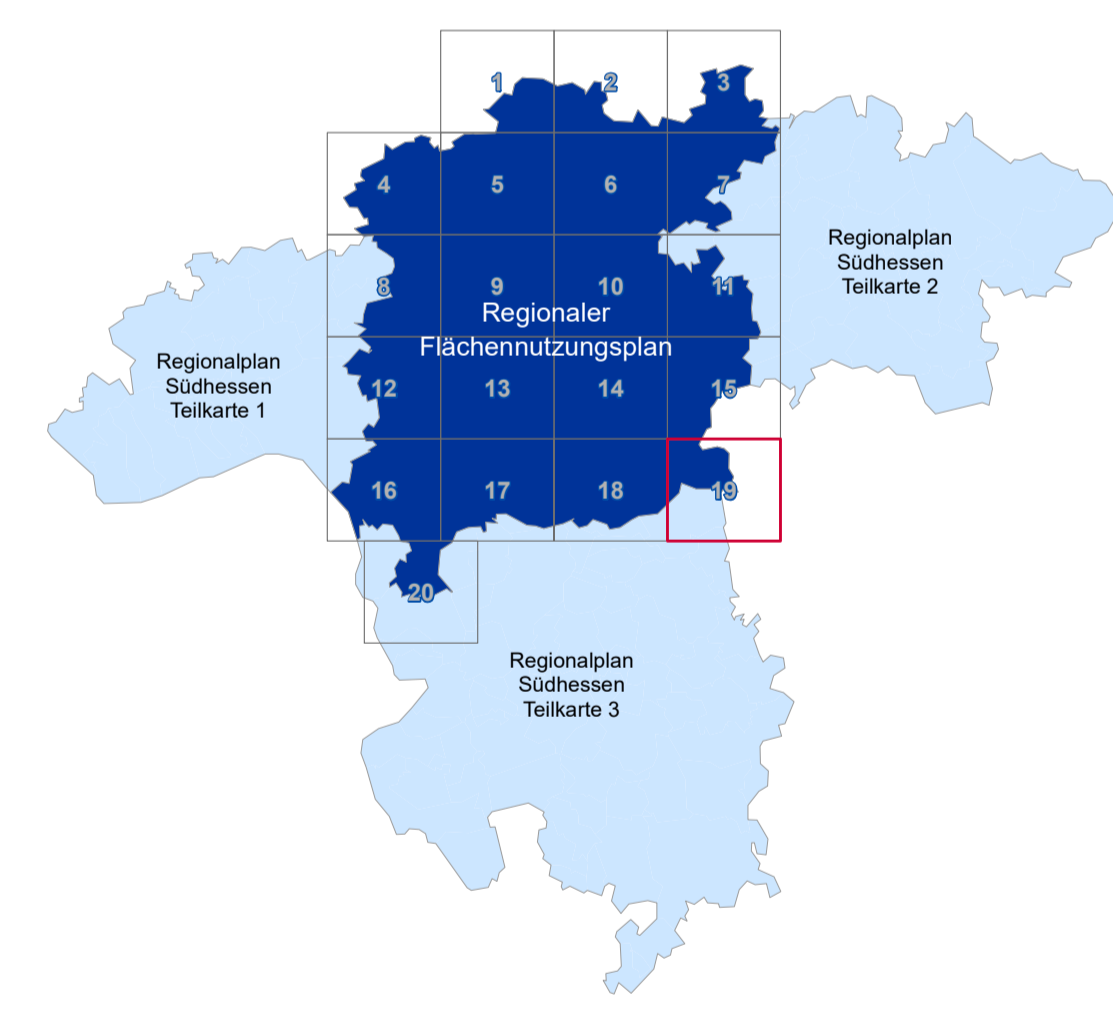 1
2
3
4
5
6
7
Regionalplan
Südhessen
Teilkarte 2
8
9
10
11
Regionaler
Flächennutzungsplan
Regionalplan
Südhessen
Teilkarte 1
12
13
14
15
16
17
18
19
20
Regionalplan
Südhessen
Teilkarte 3